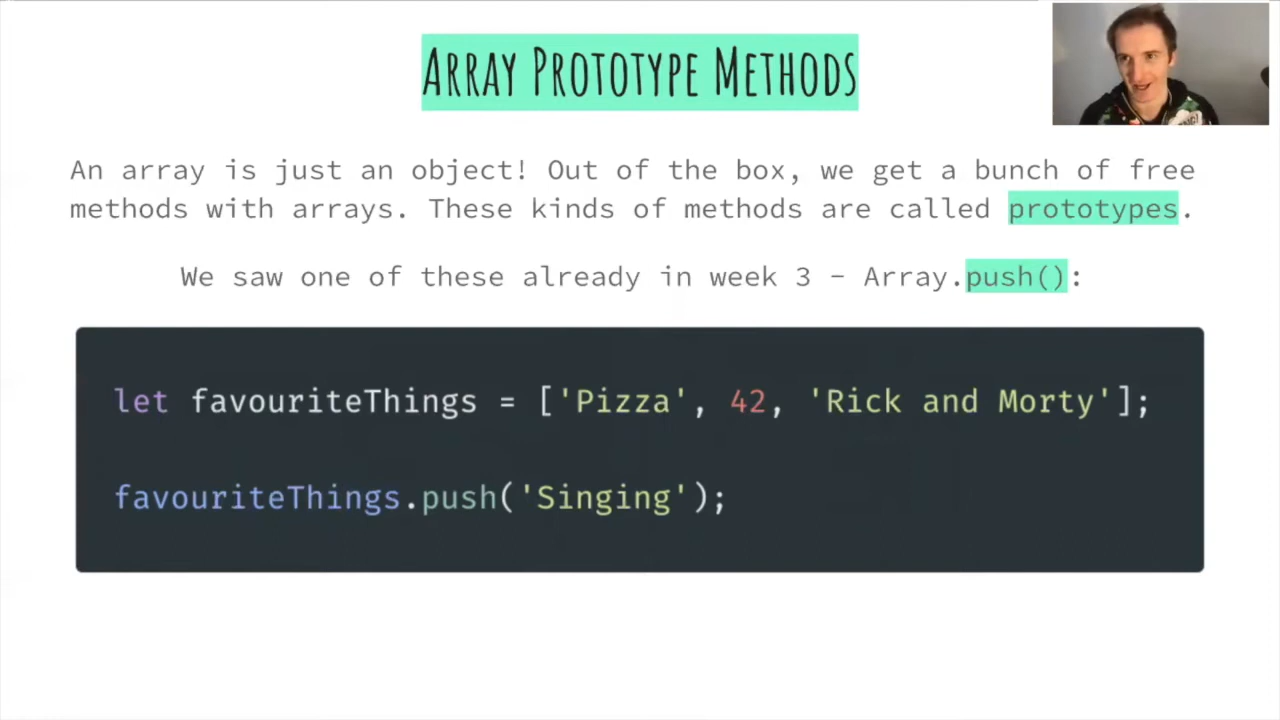 Array Prototype Methods
An array is just an object! Out of the box, we get a bunch of free
methods with arrays. These kinds of methods are called prototypes.
We saw one of these already in week 3 - Array.push():
let favouriteThings = ['Pizza', 42, 'Rick and Morty'];
favouriteThings.push('Singing');